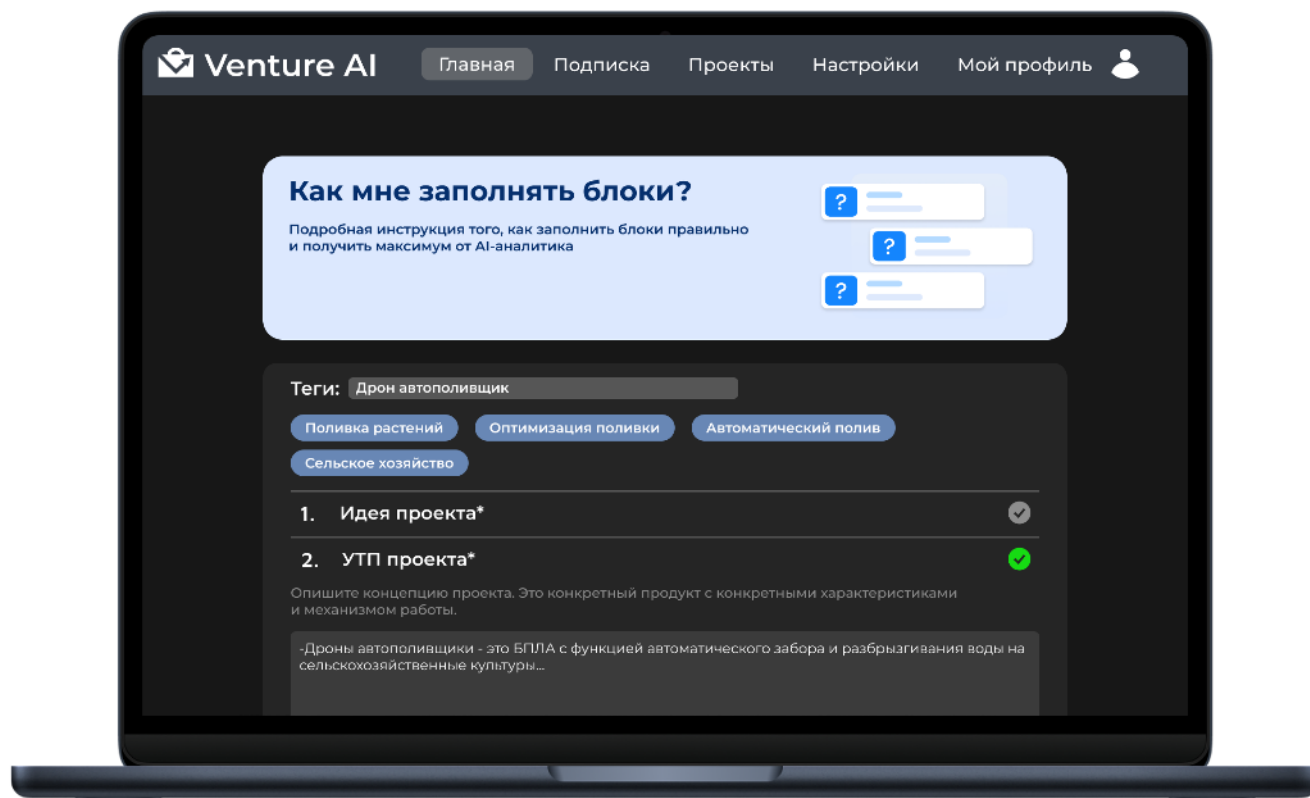 Venture AI Главная Подписка Проекты Настройки Мой профиль
Как мне заполнять блоки?
Подробная инструкция того, как заполнить блоки правильно
и получить максимум от AI-аналитика
?
?
?
Теги: Дрон автополивщик
Поливка растений Оптимизация поливки Автоматический полив
Сельское хозяйство
1. Идея проекта*
2. УТП проекта*
Опишите концепцию проекта. Это конкретный продукт с конкретными характеристиками
и механизмом работы.
-Дроны автополивщики - это БПЛА с функцией автоматического забора и разбрызгивания воды на
сельскохозяйственные культуры...